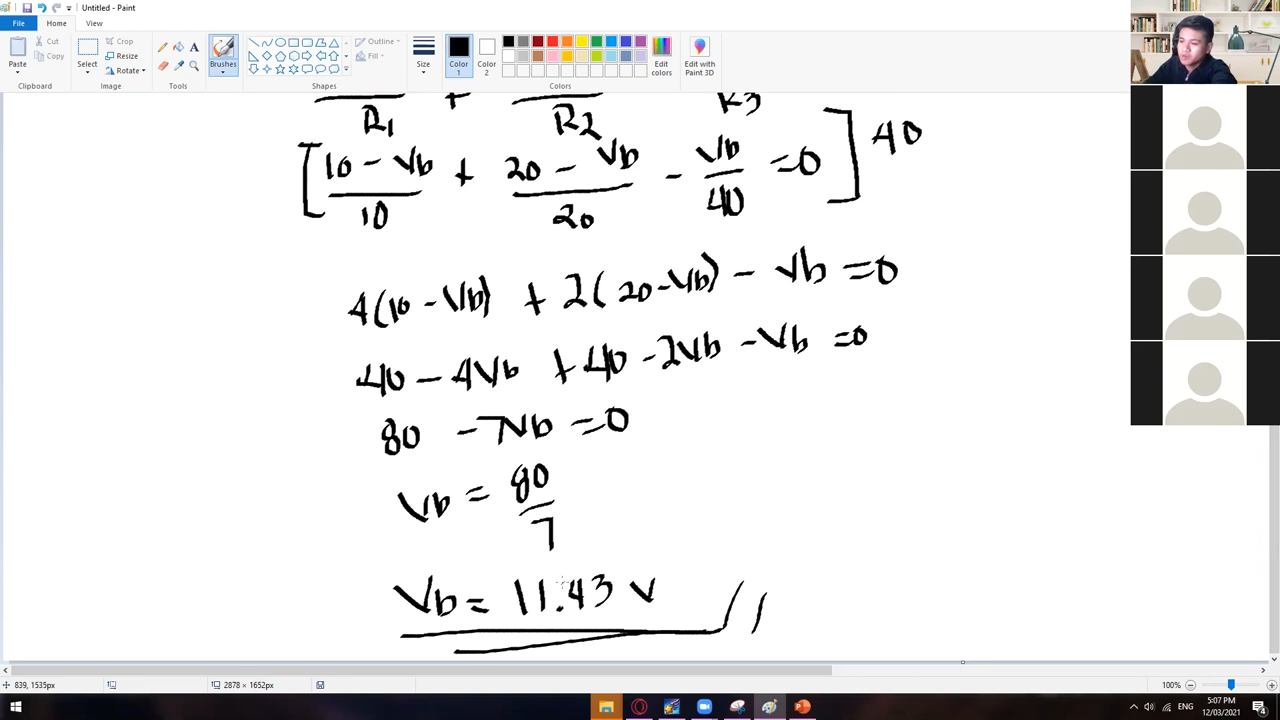 Untitled - Paint
File Home View
Paste
Cut
Copy
Clipboard
Select
Crop
Resize
Rotate
Image
A
Tools
Brushes
Outline
Fill
Shapes
Size
Color 1
Color 2
Edit colors
Colors
Edit with Paint 3D
R1 + R2 R3
[10 - Vb / 10 + 20 - Vb / 20 - Vb / 40 = 0] 40
4(10 - Vb) + 2(20 - Vb) - Vb = 0
40 - 4Vb + 40 - 2Vb - Vb = 0
80 - 7Vb = 0
Vb = 80 / 7
Vb = 11.43 V //
839, 1535px
2878 × 1652px
100%
ENG
5:07 PM
12/03/2021
4